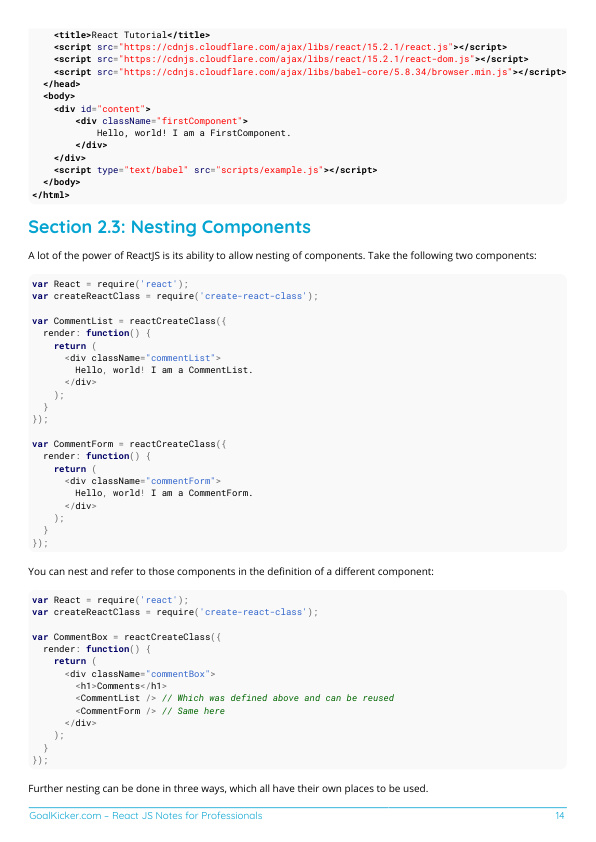 <title>React Tutorial</title>
    <script src="https://cdnjs.cloudflare.com/ajax/libs/react/15.2.1/react.js"></script>
    <script src="https://cdnjs.cloudflare.com/ajax/libs/react/15.2.1/react-dom.js"></script>
    <script src="https://cdnjs.cloudflare.com/ajax/libs/babel-core/5.8.34/browser.min.js"></script>
  </head>
  <body>
    <div id="content">
        <div className="firstComponent">
            Hello, world! I am a FirstComponent.
        </div>
    </div>
    <script type="text/babel" src="scripts/example.js"></script>
  </body>
</html>
Section 2.3: Nesting Components
A lot of the power of ReactJS is its ability to allow nesting of components. Take the following two components:
var React = require('react');
var createReactClass = require('create-react-class');

var CommentList = reactCreateClass({
  render: function() {
    return (
      <div className="commentList">
        Hello, world! I am a CommentList.
      </div>
    );
  }
});

var CommentForm = reactCreateClass({
  render: function() {
    return (
      <div className="commentForm">
        Hello, world! I am a CommentForm.
      </div>
    );
  }
});
You can nest and refer to those components in the definition of a different component:
var React = require('react');
var createReactClass = require('create-react-class');

var CommentBox = reactCreateClass({
  render: function() {
    return (
      <div className="commentBox">
        <h1>Comments</h1>
        <CommentList /> // Which was defined above and can be reused
        <CommentForm /> // Same here
      </div>
    );
  }
});
Further nesting can be done in three ways, which all have their own places to be used.
GoalKicker.com – React JS Notes for Professionals 14